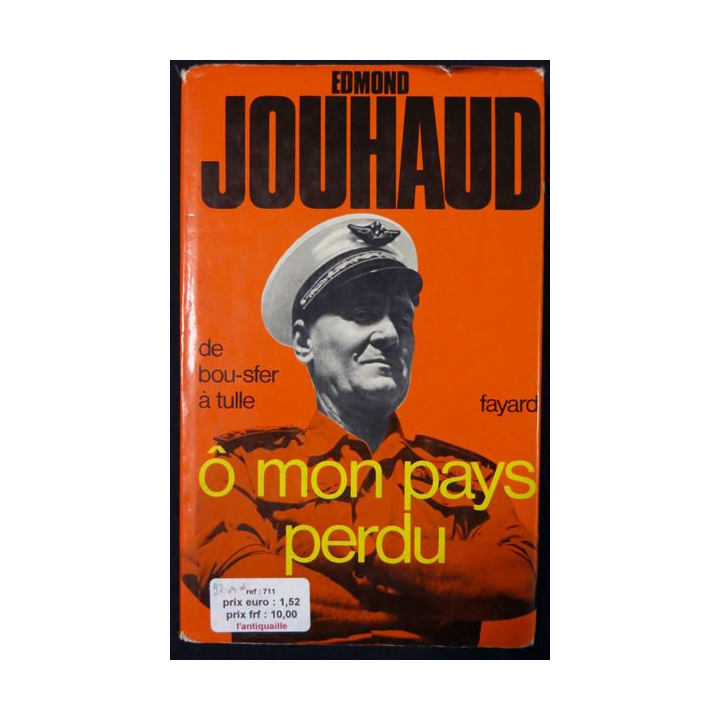 EDMOND
JOUHAUD
de
bou-sfer
à tulle
fayard
ô mon pays
perdu
ref : 711
prix euro : 1,52
prix frf : 10,00
l'antiquaille